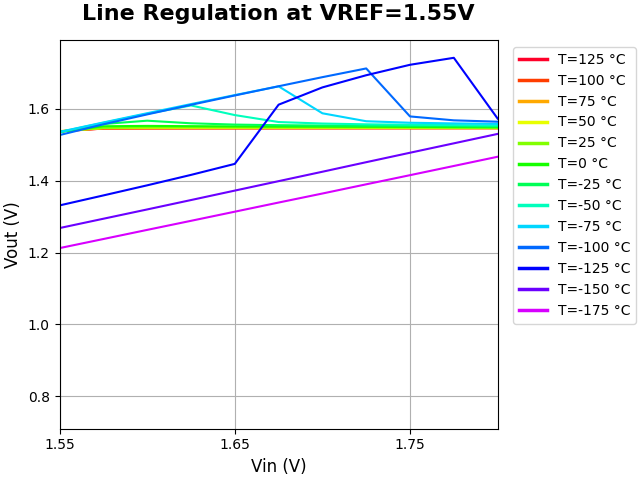 Line Regulation at VREF=1.55V
Vout (V)
1.6
1.4
1.2
1.0
0.8
1.55
1.65
1.75
Vin (V)
T=125 °C
T=100 °C
T=75 °C
T=50 °C
T=25 °C
T=0 °C
T=-25 °C
T=-50 °C
T=-75 °C
T=-100 °C
T=-125 °C
T=-150 °C
T=-175 °C